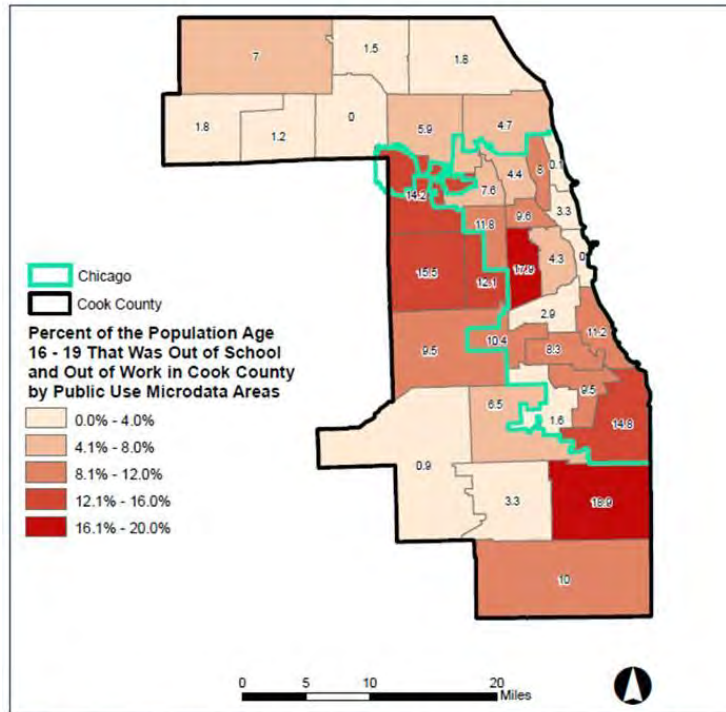 7
1.5
1.8
1.8
1.2
0
5.9
4.7
4.4
8
0.1
14.2
7.6
11.8
9.6
3.3
15.5
12.1
17.9
4.3
0
2.9
11.2
9.5
10.4
8.3
9.5
6.5
1.6
14.8
0.9
3.3
18.9
10
Chicago
Cook County
Percent of the Population Age
16 - 19 That Was Out of School
and Out of Work in Cook County
by Public Use Microdata Areas
0.0% - 4.0%
4.1% - 8.0%
8.1% - 12.0%
12.1% - 16.0%
16.1% - 20.0%
0 5 10 20
Miles